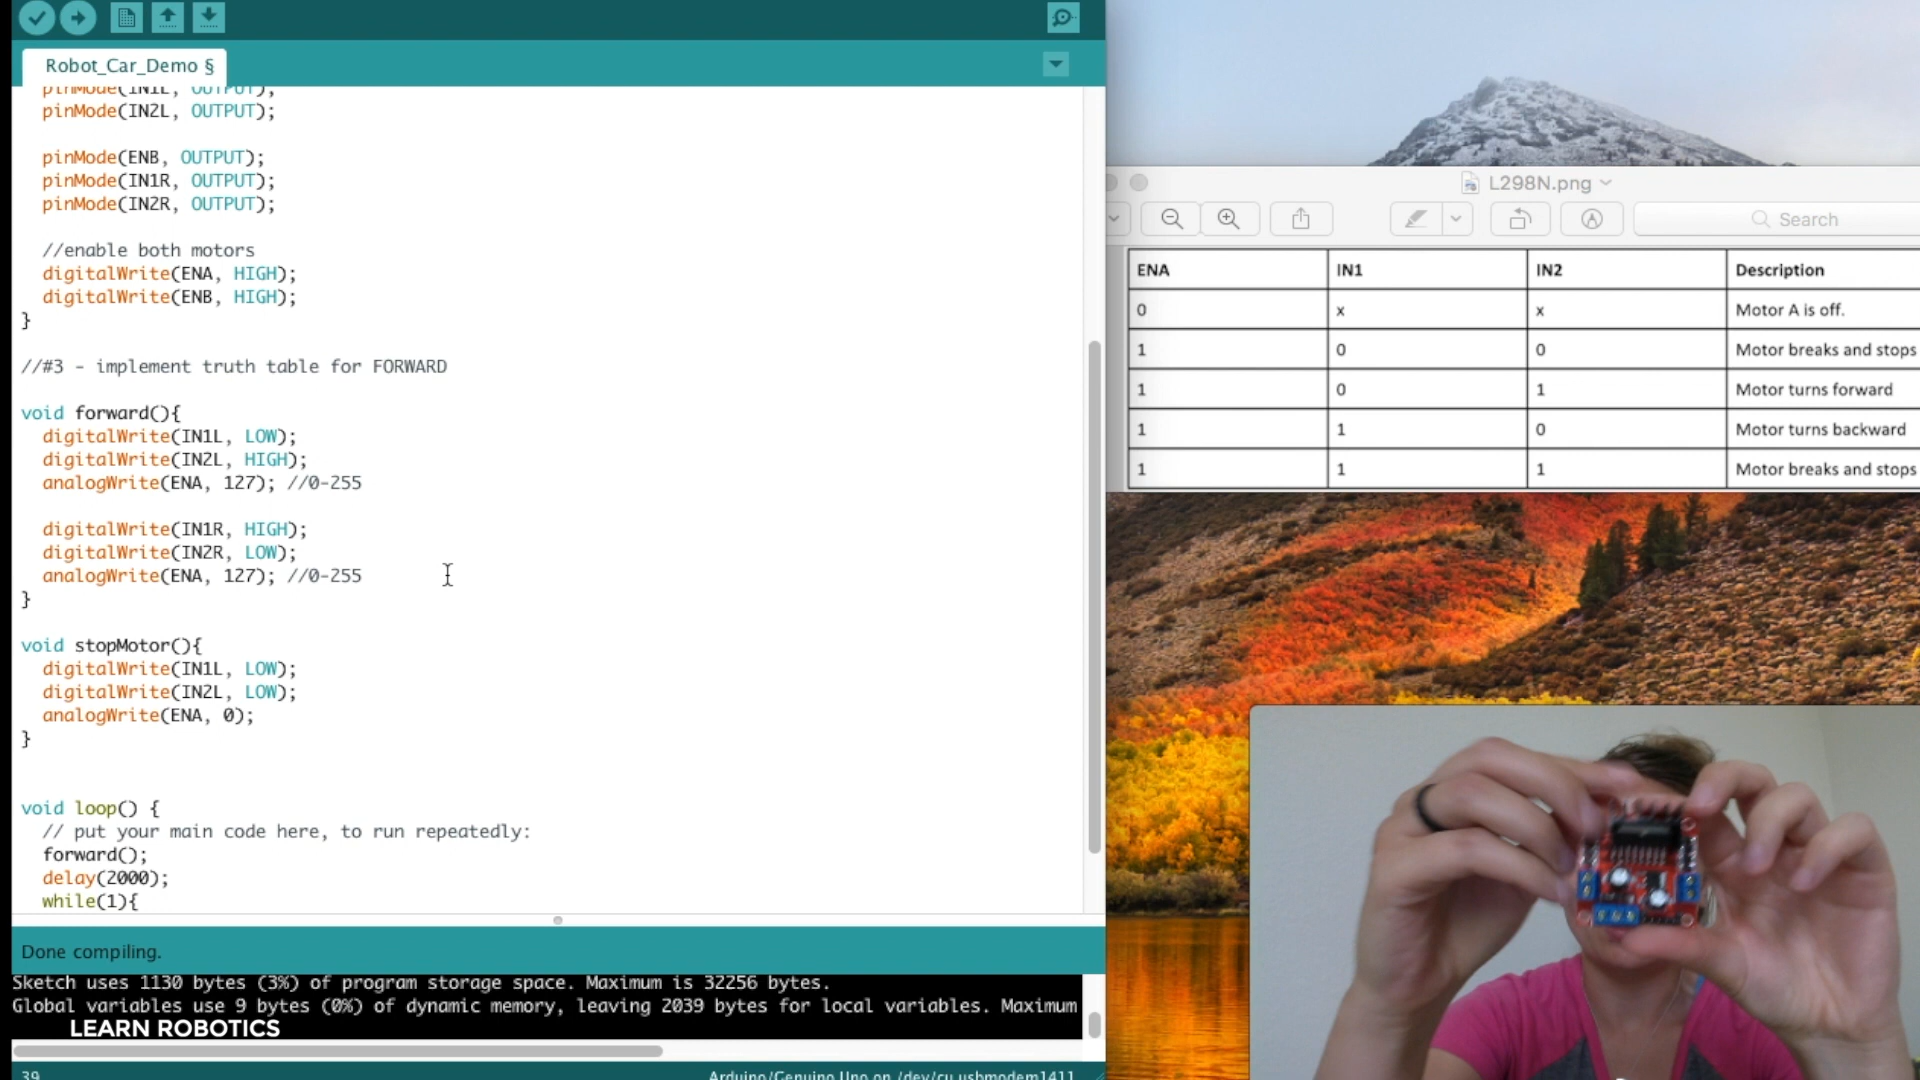 Robot_Car_Demo §
pinMode(IN1L, OUTPUT);
pinMode(IN2L, OUTPUT);
pinMode(ENB, OUTPUT);
pinMode(IN1R, OUTPUT);
pinMode(IN2R, OUTPUT);
//enable both motors
digitalWrite(ENA, HIGH);
digitalWrite(ENB, HIGH);
}
//#3 - implement truth table for FORWARD
void forward(){
digitalWrite(IN1L, LOW);
digitalWrite(IN2L, HIGH);
analogWrite(ENA, 127); //0-255
digitalWrite(IN1R, HIGH);
digitalWrite(IN2R, LOW);
analogWrite(ENA, 127); //0-255
}
void stopMotor(){
digitalWrite(IN1L, LOW);
digitalWrite(IN2L, LOW);
analogWrite(ENA, 0);
}
void loop() {
// put your main code here, to run repeatedly:
forward();
delay(2000);
while(1){
Done compiling.
Sketch uses 1130 bytes (3%) of program storage space. Maximum is 32256 bytes.
Global variables use 9 bytes (0%) of dynamic memory, leaving 2039 bytes for local variables. Maximum
LEARN ROBOTICS
39
Arduino/Genuino Uno on /dev/cu.usbmodem1411
L298N.png
Search
ENA IN1 IN2 Description
0 x x Motor A is off.
1 0 0 Motor breaks and stops
1 0 1 Motor turns forward
1 1 0 Motor turns backward
1 1 1 Motor breaks and stops